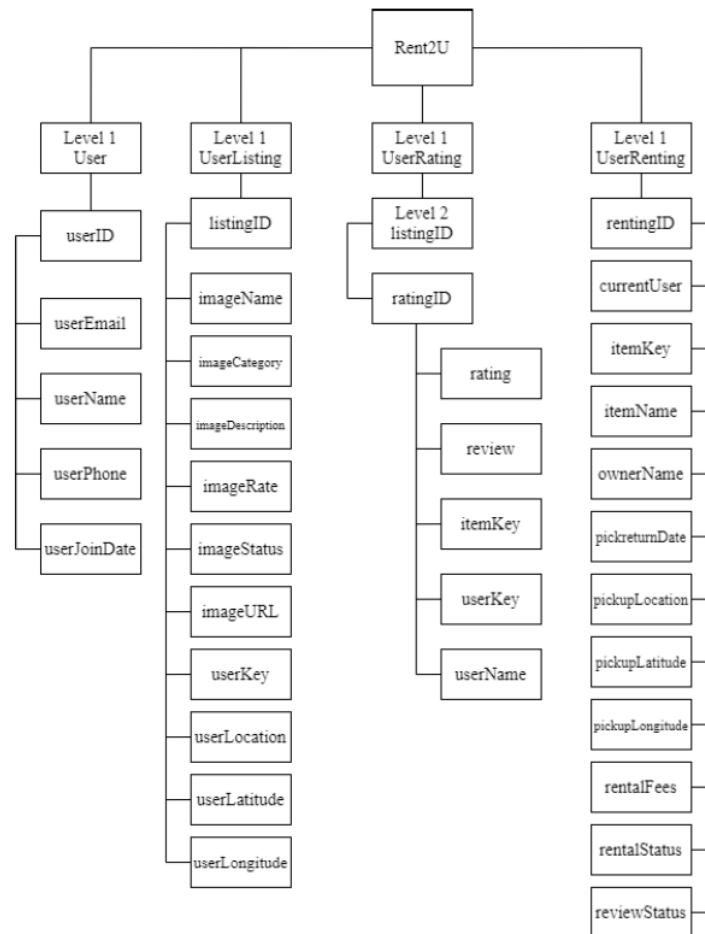 Rent2U
Level 1
User
userID
userEmail
userName
userPhone
userJoinDate
Level 1
UserListing
listingID
imageName
imageCategory
imageDescription
imageRate
imageStatus
imageURL
userKey
userLocation
userLatitude
userLongitude
Level 1
UserRating
Level 2
listingID
ratingID
rating
review
itemKey
userKey
userName
Level 1
UserRenting
rentingID
currentUser
itemKey
itemName
ownerName
pickreturnDate
pickupLocation
pickupLatitude
pickupLongitude
rentalFees
rentalStatus
reviewStatus